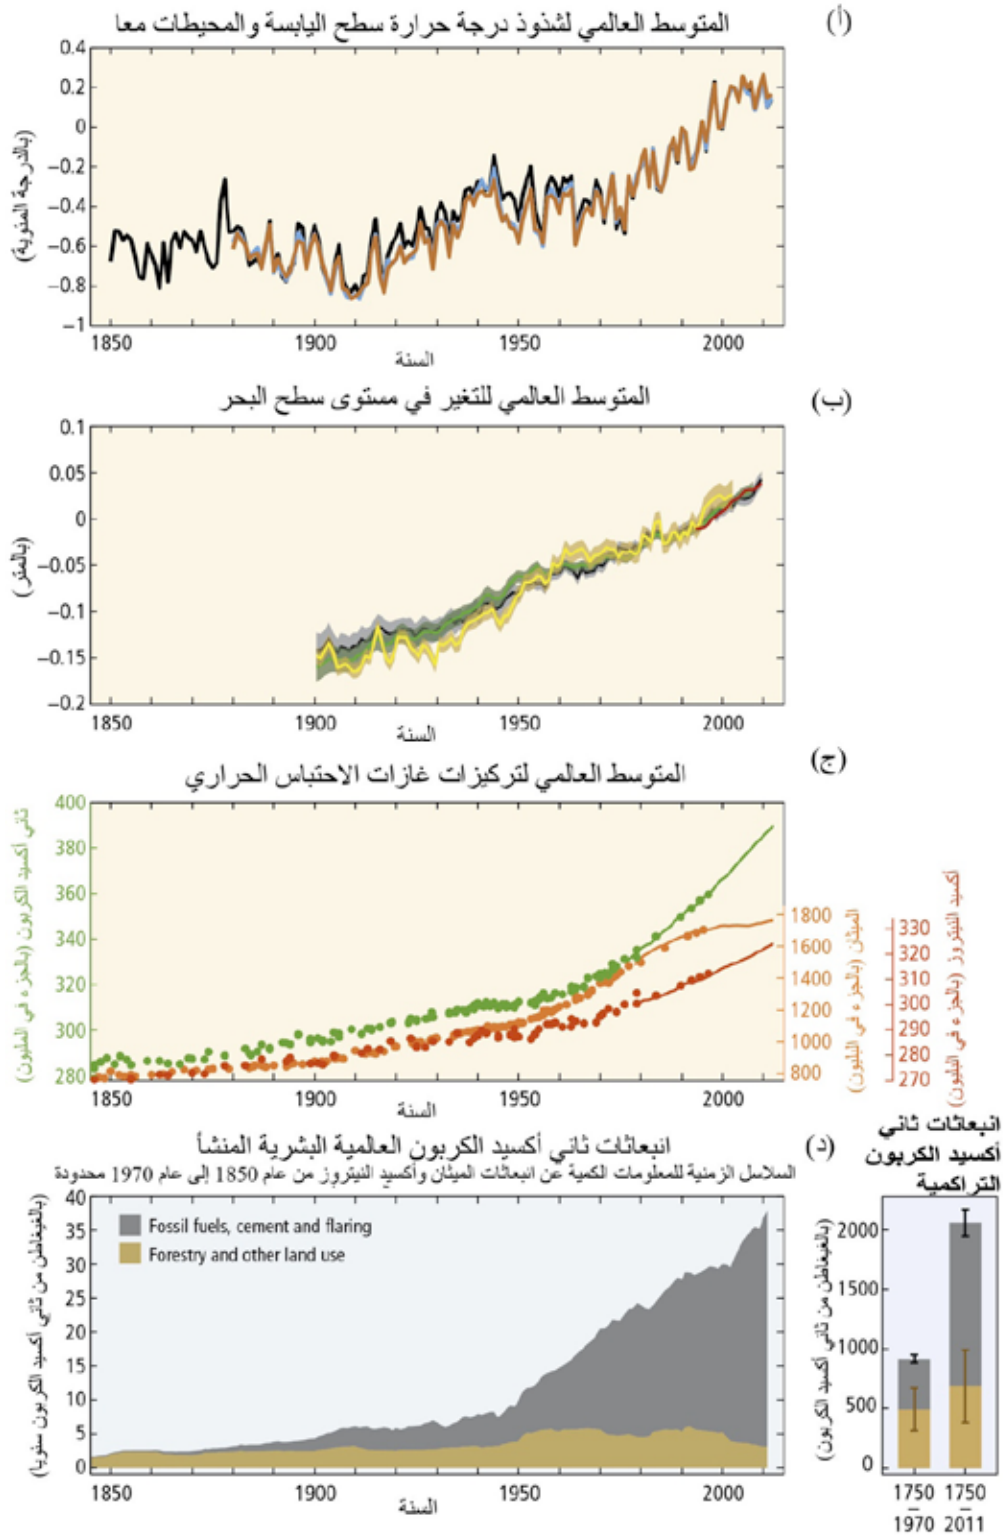 (أ)
المتوسط العالمي لشذوذ درجة حرارة سطح اليابسة والمحيطات معا
0.4
0.2
0
−0.2
−0.4
−0.6
−0.8
−1
(بالدرجة المئوية)
1850 1900 1950 2000
السنة
(ب)
المتوسط العالمي للتغير في مستوى سطح البحر
0.1
0.05
0
−0.05
−0.1
−0.15
−0.2
(بالمتر)
1850 1900 1950 2000
السنة
(ج)
المتوسط العالمي لتركيزات غازات الاحتباس الحراري
400
380
360
340
320
300
280
ثاني أكسيد الكربون (بالجزء في المليون)
1800
1600
1400
1200
1000
800
الميثان (بالجزء في البليون)
330
320
310
300
290
280
270
أكسيد النيتروز (بالجزء في البليون)
1850 1900 1950 2000
السنة
(د)
انبعاثات ثاني أكسيد الكربون العالمية البشرية المنشأ
السلاسل الزمنية للمعلومات الكمية عن انبعاثات الميثان وأكسيد النيتروز من عام 1850 إلى عام 1970 محدودة
40
35
30
25
20
15
10
5
0
(بالغيغاطن من ثاني أكسيد الكربون سنويا)
Fossil fuels, cement and flaring
Forestry and other land use
1850 1900 1950 2000
السنة
انبعاثات ثاني
أكسيد الكربون
التراكمية
2000
1500
1000
500
0
(بالغيغاطن من ثاني أكسيد الكربون)
1750 1750
– –
1970 2011